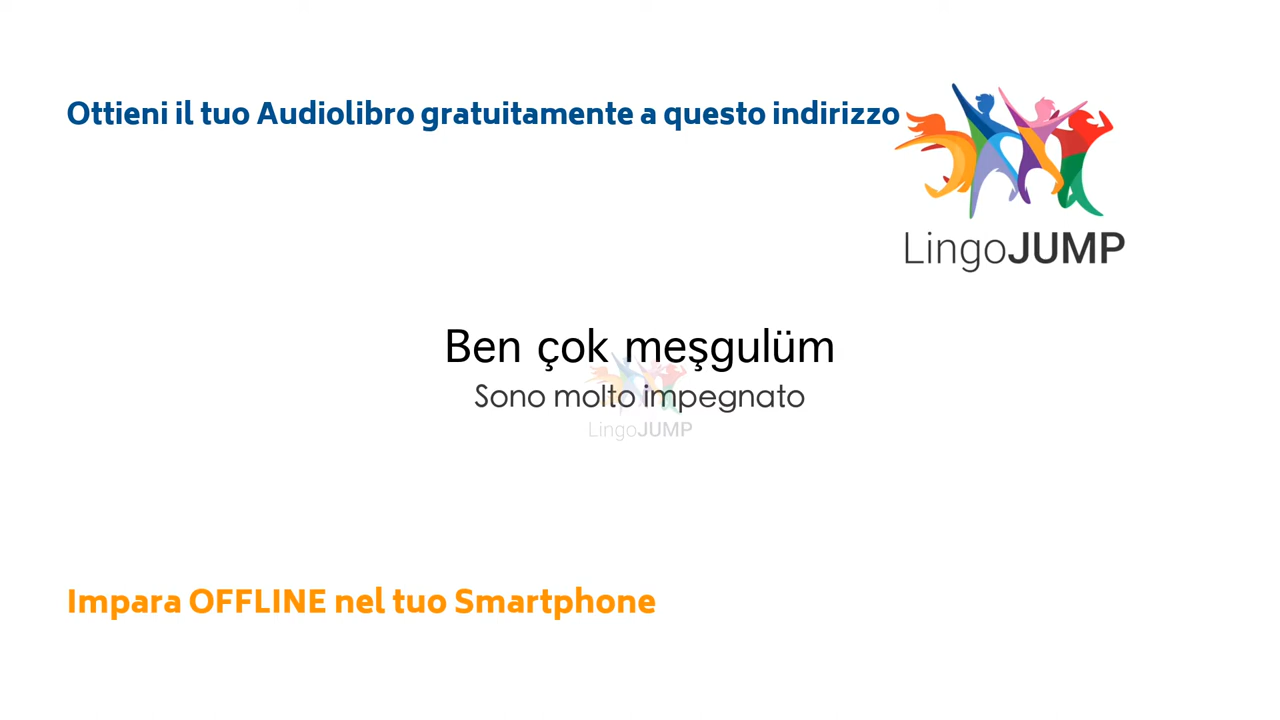 Ottieni il tuo Audiolibro gratuitamente a questo indirizzo
LingoJUMP
Ben çok meşgulüm
Sono molto impegnato
LingoJUMP
Impara OFFLINE nel tuo Smartphone